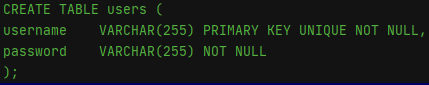 CREATE TABLE users (
username    VARCHAR(255) PRIMARY KEY UNIQUE NOT NULL,
password    VARCHAR(255) NOT NULL
);